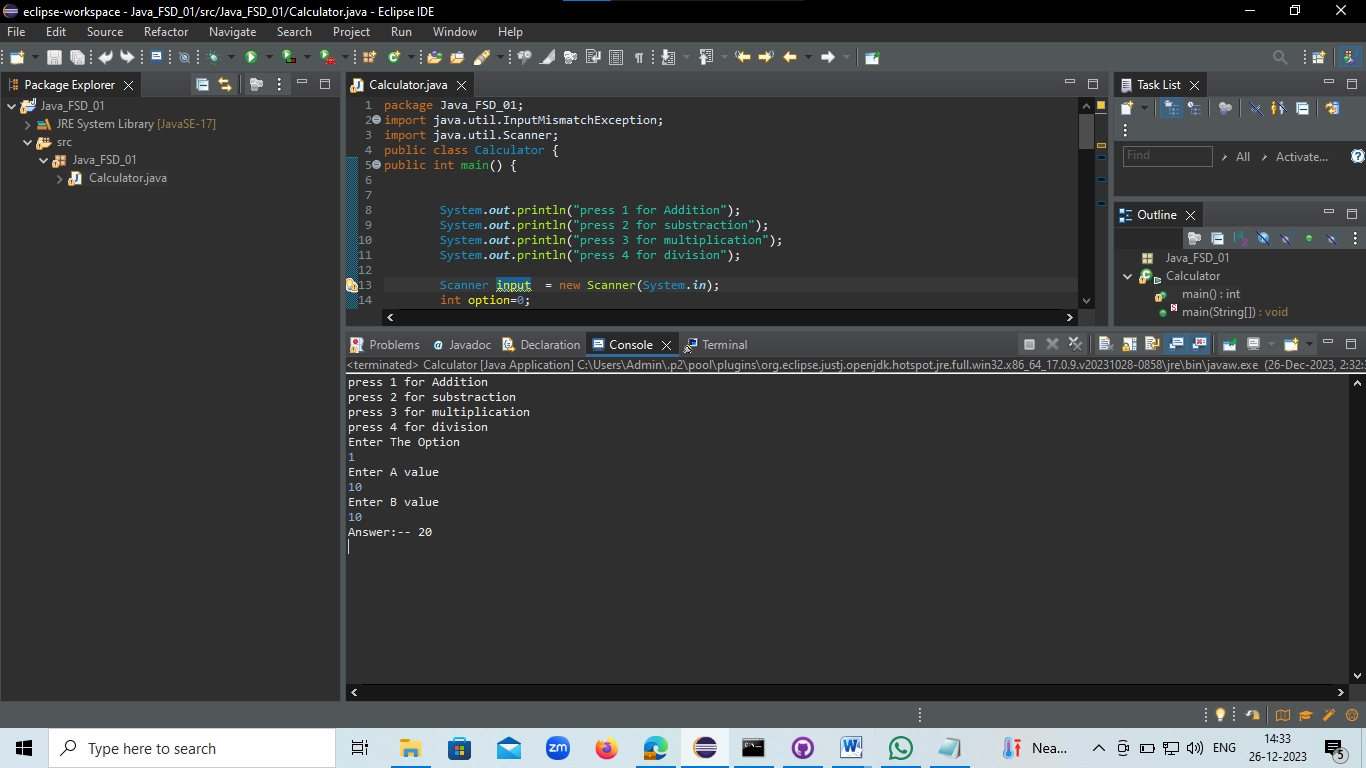 eclipse-workspace - Java_FSD_01/src/Java_FSD_01/Calculator.java - Eclipse IDE
File Edit Source Refactor Navigate Search Project Run Window Help
Package Explorer
Java_FSD_01
JRE System Library [JavaSE-17]
src
Java_FSD_01
Calculator.java
Calculator.java
1 package Java_FSD_01;
2 import java.util.InputMismatchException;
3 import java.util.Scanner;
4 public class Calculator {
5 public int main() {
6
7
8 System.out.println("press 1 for Addition");
9 System.out.println("press 2 for substraction");
10 System.out.println("press 3 for multiplication");
11 System.out.println("press 4 for division");
12
13 Scanner input  = new Scanner(System.in);
14 int option=0;
Task List
Find All Activate...
Outline
Java_FSD_01
Calculator
main() : int
main(String[]) : void
Problems Javadoc Declaration Console Terminal
<terminated> Calculator [Java Application] C:\Users\Admin\.p2\pool\plugins\org.eclipse.justj.openjdk.hotspot.jre.full.win32.x86_64_17.0.9.v20231028-0858\jre\bin\javaw.exe (26-Dec-2023, 2:32:
press 1 for Addition
press 2 for substraction
press 3 for multiplication
press 4 for division
Enter The Option
1
Enter A value
10
Enter B value
10
Answer:-- 20
Type here to search
zm
W
Nea...
ENG
14:33
26-12-2023
5